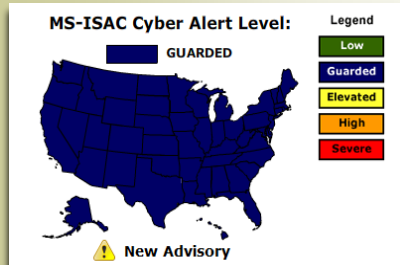 MS-ISAC Cyber Alert Level:
GUARDED
Legend
Low
Guarded
Elevated
High
Severe
New Advisory